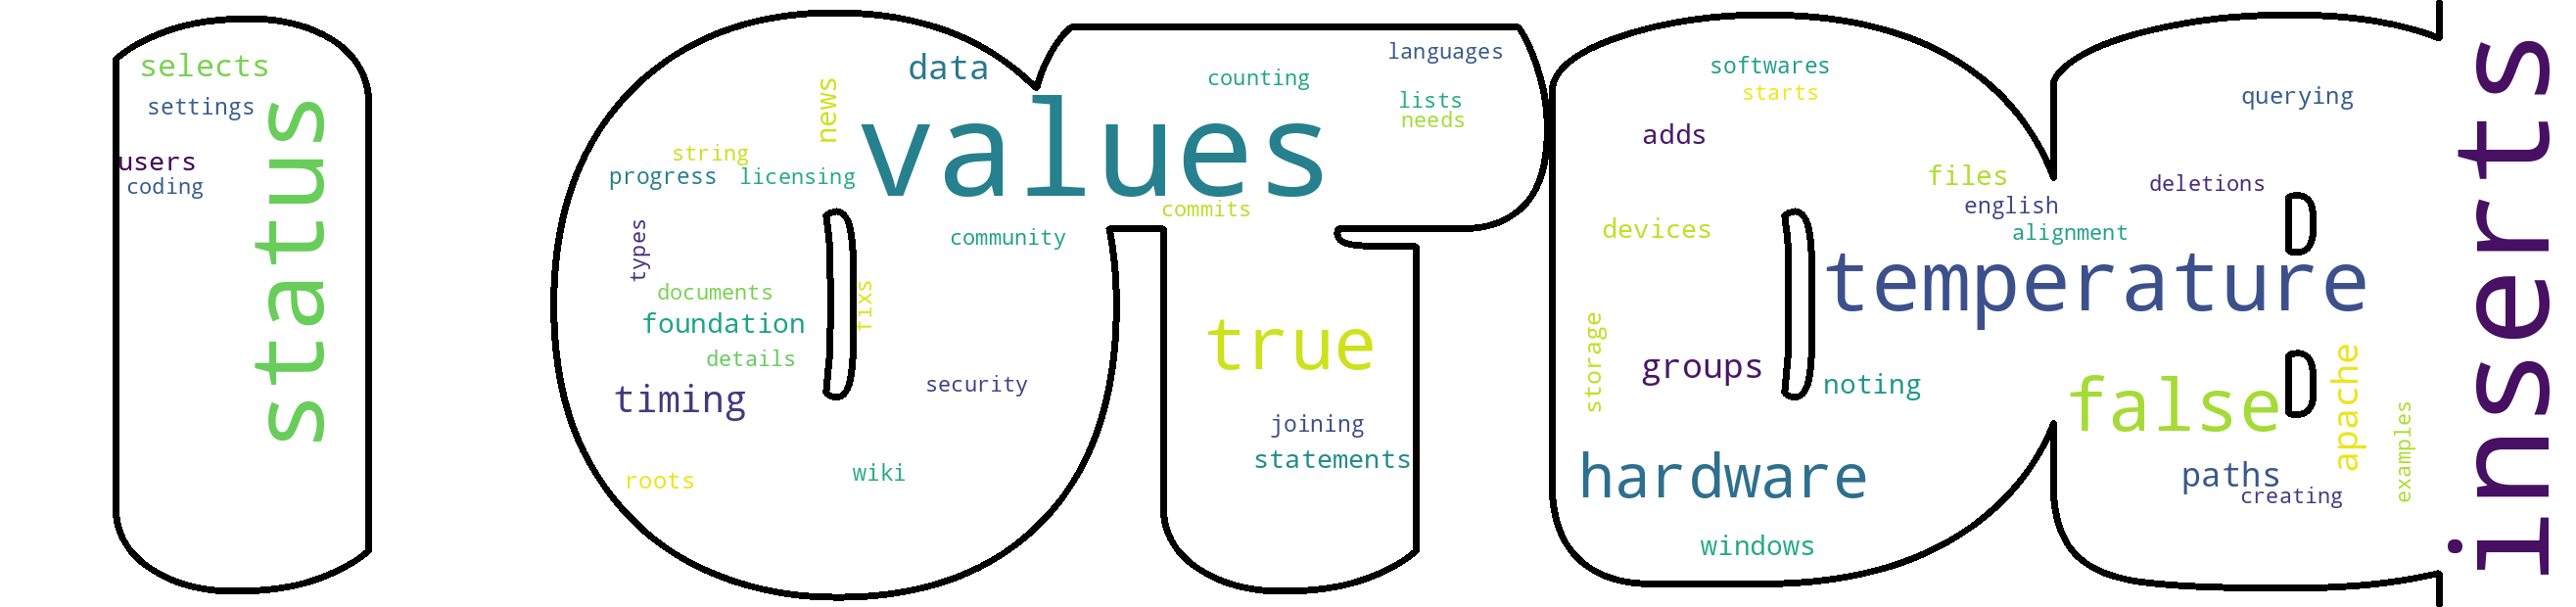 selects
settings
users
coding
status
news
data
values
counting
languages
lists
needs
string
progress
licensing
commits
community
types
documents
foundation
fixs
details
timing
security
roots
wiki
true
joining
statements
softwares
starts
adds
devices
storage
groups
hardware
windows
files
english
alignment
temperature
noting
querying
deletions
false
apache
examples
paths
creating
inserts